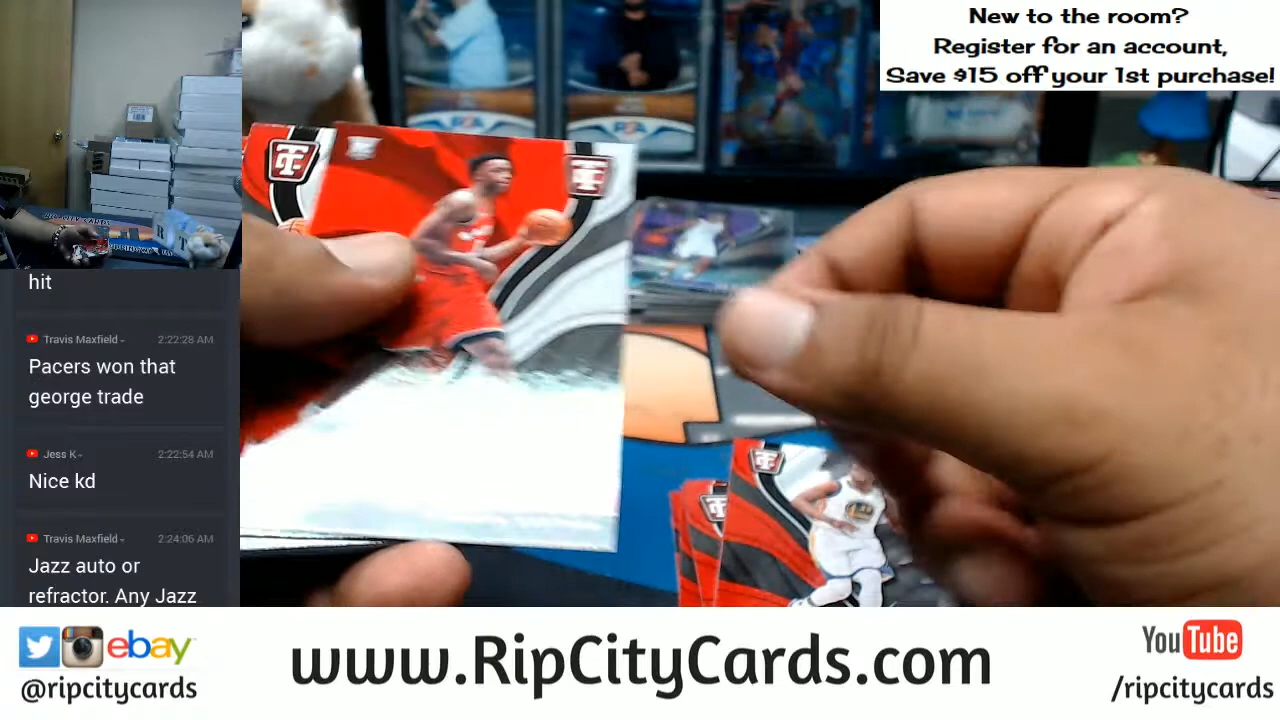 New to the room?
Register for an account,
Save $15 off your 1st purchase!
hit
Travis Maxfield
2:22:28 AM
Pacers won that
george trade
Jess K
2:22:54 AM
Nice kd
Travis Maxfield
2:24:06 AM
Jazz auto or
refractor. Any Jazz
ebay
@ripcitycards
www.RipCityCards.com
YouTube
/ripcitycards